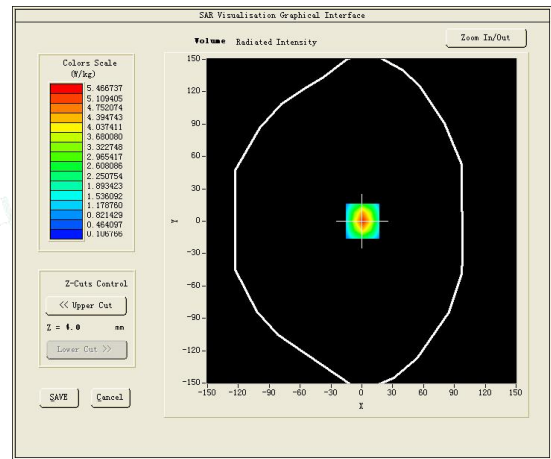 SAR Visualisation Graphical Interface
Volume Radiated Intensity
Zoom In/Out
Colors Scale
(W/kg)
5.466737
5.109405
4.752074
4.394743
4.037411
3.680080
3.322748
2.965417
2.608086
2.250754
1.893423
1.536092
1.178760
0.821429
0.464097
0.106766
Z-Cuts Control
<< Upper Cut
Z = 4.0 mm
Lower Cut >>
SAVE
Cancel
150
120
90
60
30
0
-30
-60
-90
-120
-150
Y
-150 -120 -90 -60 -30 0 30 60 90 120 150
X